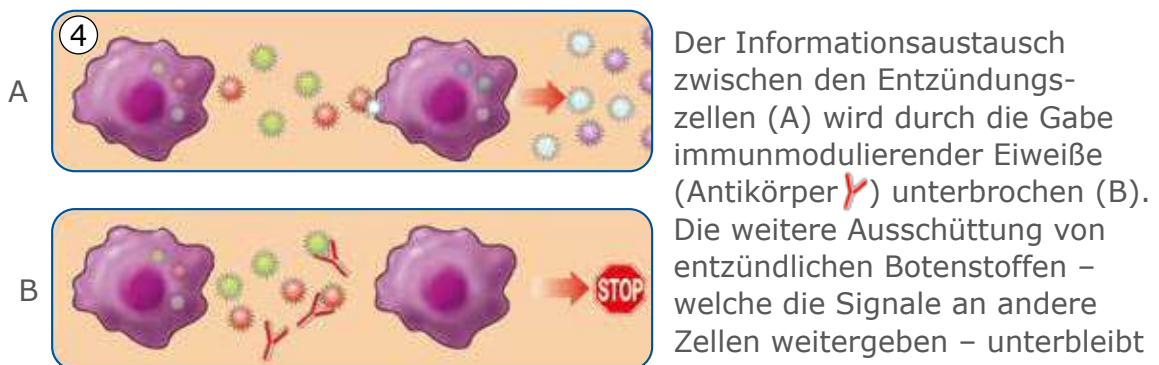 4
A
Der Informationsaustausch
zwischen den Entzündungs-
zellen (A) wird durch die Gabe
immunmodulierender Eiweiße
(Antikörper) unterbrochen (B).
Die weitere Ausschüttung von
entzündlichen Botenstoffen –
welche die Signale an andere
Zellen weitergeben – unterbleibt
B
STOP